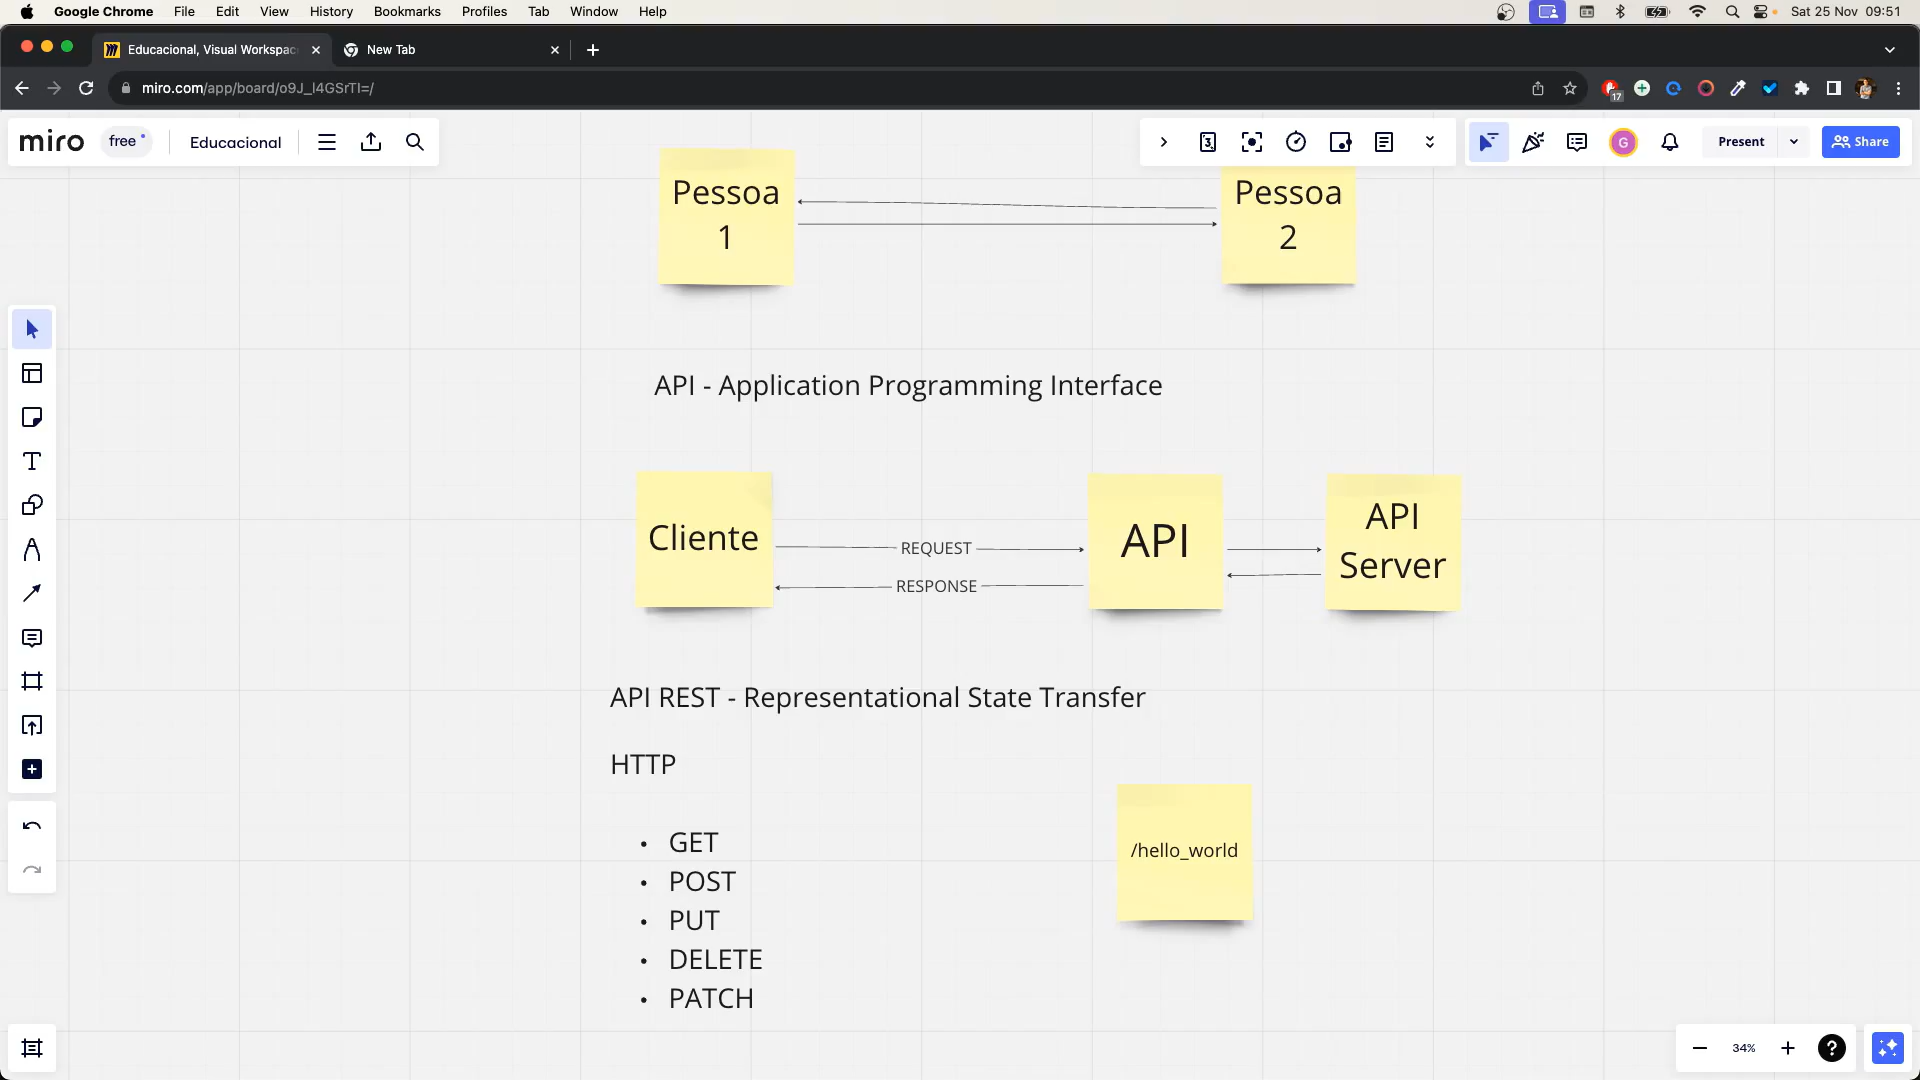 Google Chrome File Edit View History Bookmarks Profiles Tab Window Help Sat 25 Nov 09:51
Educacional, Visual Workspac New Tab
miro.com/app/board/o9J_l4GSrTI=/
17
miro free Educacional
3
G Present Share
Pessoa
1
Pessoa
2
API - Application Programming Interface
Cliente
REQUEST
RESPONSE
API
API
Server
API REST - Representational State Transfer
HTTP
• GET
• POST
• PUT
• DELETE
• PATCH
/hello_world
34%
?